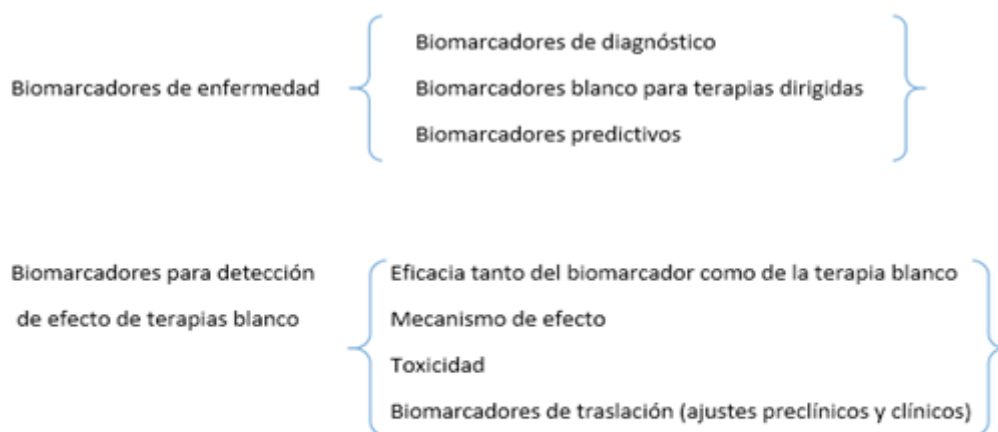 Biomarcadores de diagnóstico
Biomarcadores de enfermedad
Biomarcadores blanco para terapias dirigidas
Biomarcadores predictivos
Biomarcadores para detección
de efecto de terapias blanco
Eficacia tanto del biomarcador como de la terapia blanco
Mecanismo de efecto
Toxicidad
Biomarcadores de traslación (ajustes preclínicos y clínicos)